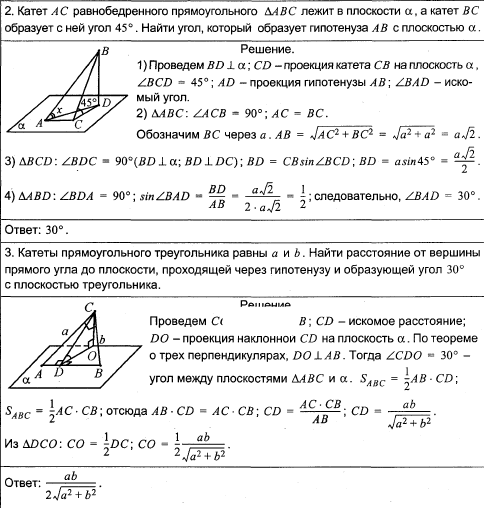 2. Катет AC равнобедренного прямоугольного ΔABC лежит в плоскости α, а катет BC
образует с ней угол 45°. Найти угол, который образует гипотенуза AB с плоскостью α.
Решение.
B
45°
D
x
A
C
α
1) Проведем BD ⊥ α; CD – проекция катета CB на плоскость α,
∠BCD = 45°; AD – проекция гипотенузы AB; ∠BAD – иско-
мый угол.
2) ΔABC: ∠ACB = 90°; AC = BC.
Обозначим BC через a. AB = √(AC² + BC²) = √(a² + a²) = a√2.
3) ΔBCD: ∠BDC = 90°(BD ⊥ α; BD ⊥ DC); BD = CBsin∠BCD; BD = asin45° = a√2/2.
4) ΔABD: ∠BDA = 90°; sin∠BAD = BD/AB = a√2/(2·a√2) = 1/2; следовательно, ∠BAD = 30°.
Ответ: 30°.
3. Катеты прямоугольного треугольника равны a и b. Найти расстояние от вершины
прямого угла до плоскости, проходящей через гипотенузу и образующей угол 30°
с плоскостью треугольника.
Решение
C
a
b
O
A
D
B
α
Проведем B; CD – искомое расстояние;
DO – проекция наклонной CD на плоскость α. По теореме
о трех перпендикулярах, DO ⊥ AB. Тогда ∠CDO = 30° –
угол между плоскостями ΔABC и α. S_ABC = 1/2 AB · CD;
S_ABC = 1/2 AC · CB; отсюда AB · CD = AC · CB; CD = AC · CB/AB; CD = ab/√(a² + b²).
Из ΔDCO: CO = 1/2 DC; CO = 1/2 ab/√(a² + b²).
Ответ: ab/(2√(a² + b²)).